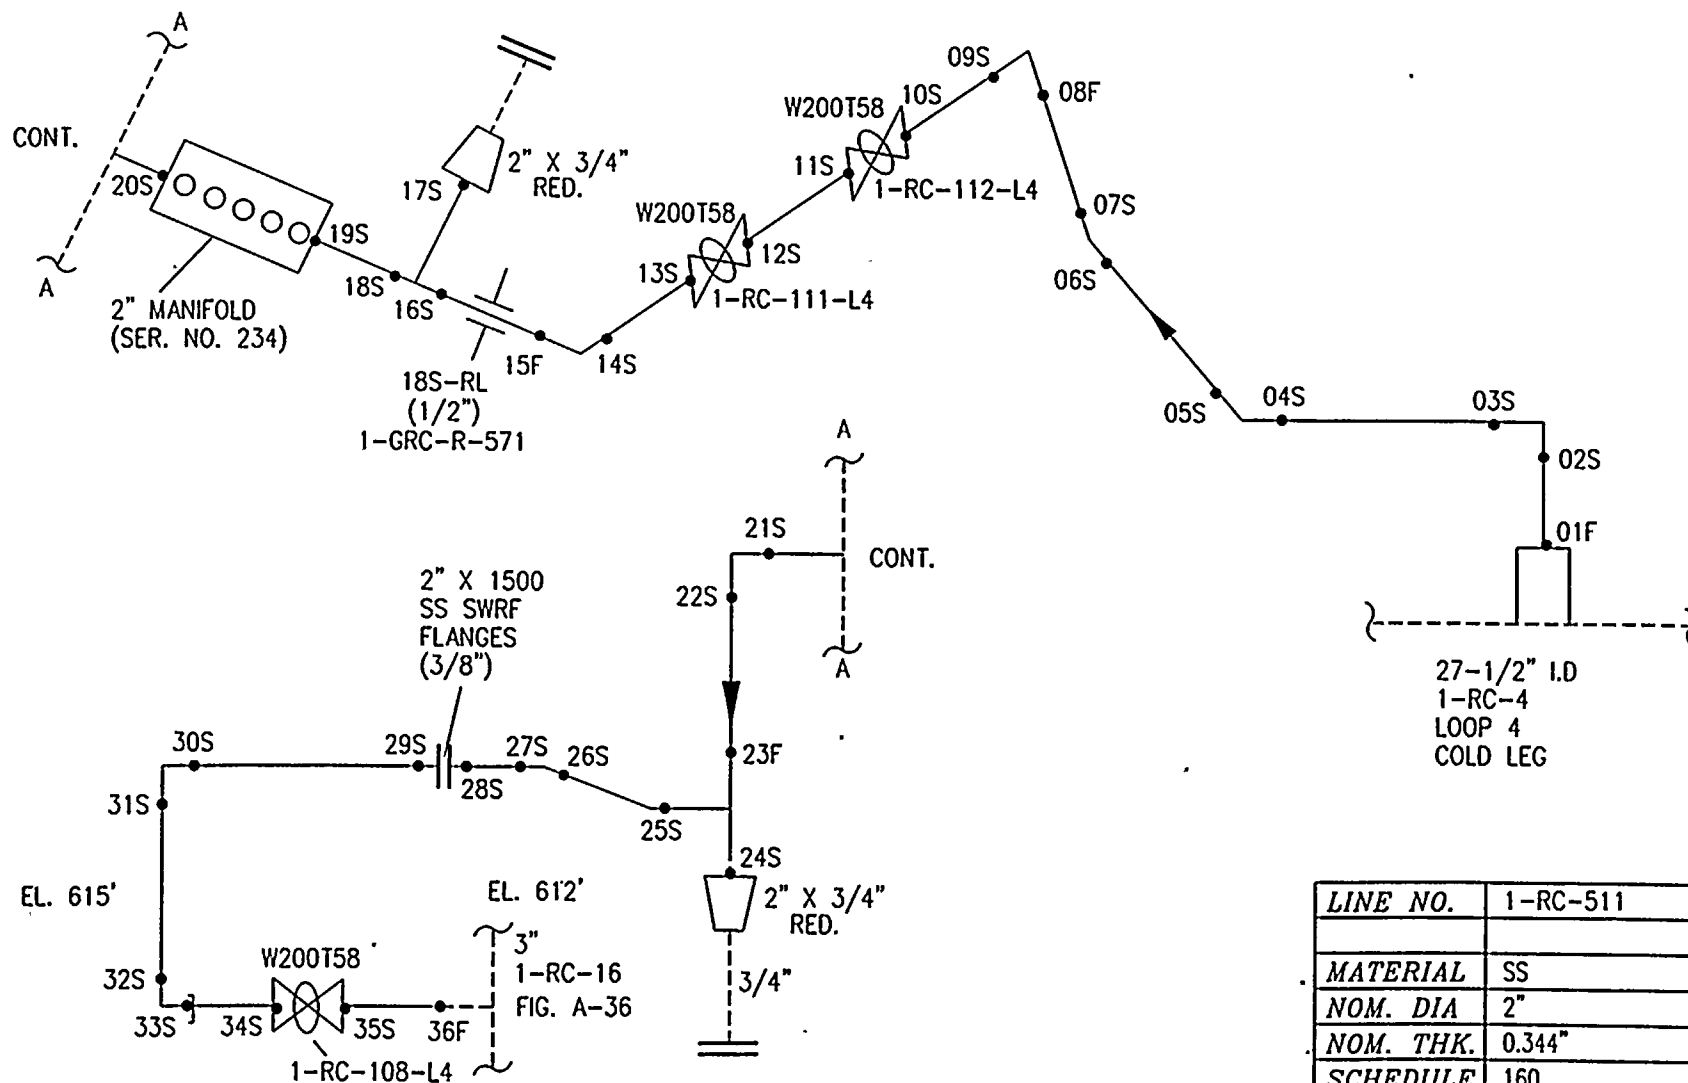 A
CONT.
20S
19S
18S
16S
17S
2" X 3/4"
RED.
2" MANIFOLD
(SER. NO. 234)
A
18S-RL
(1/2")
1-GRC-R-571
15F
14S
13S
W200T58
12S
1-RC-111-L4
11S
W200T58
10S
1-RC-112-L4
09S
08F
07S
06S
05S
04S
03S
02S
01F
27-1/2" I.D
1-RC-4
LOOP 4
COLD LEG
A
CONT.
A
21S
22S
23F
24S
2" X 3/4"
RED.
3/4"
25S
26S
27S
28S
29S
2" X 1500
SS SWRF
FLANGES
(3/8")
30S
31S
EL. 615'
32S
33S
34S
W200T58
35S
36F
1-RC-108-L4
EL. 612'
3"
1-RC-16
FIG. A-36
LINE NO. 1-RC-511
MATERIAL SS
NOM. DIA 2"
NOM. THK. 0.344"
SCHEDULE 160